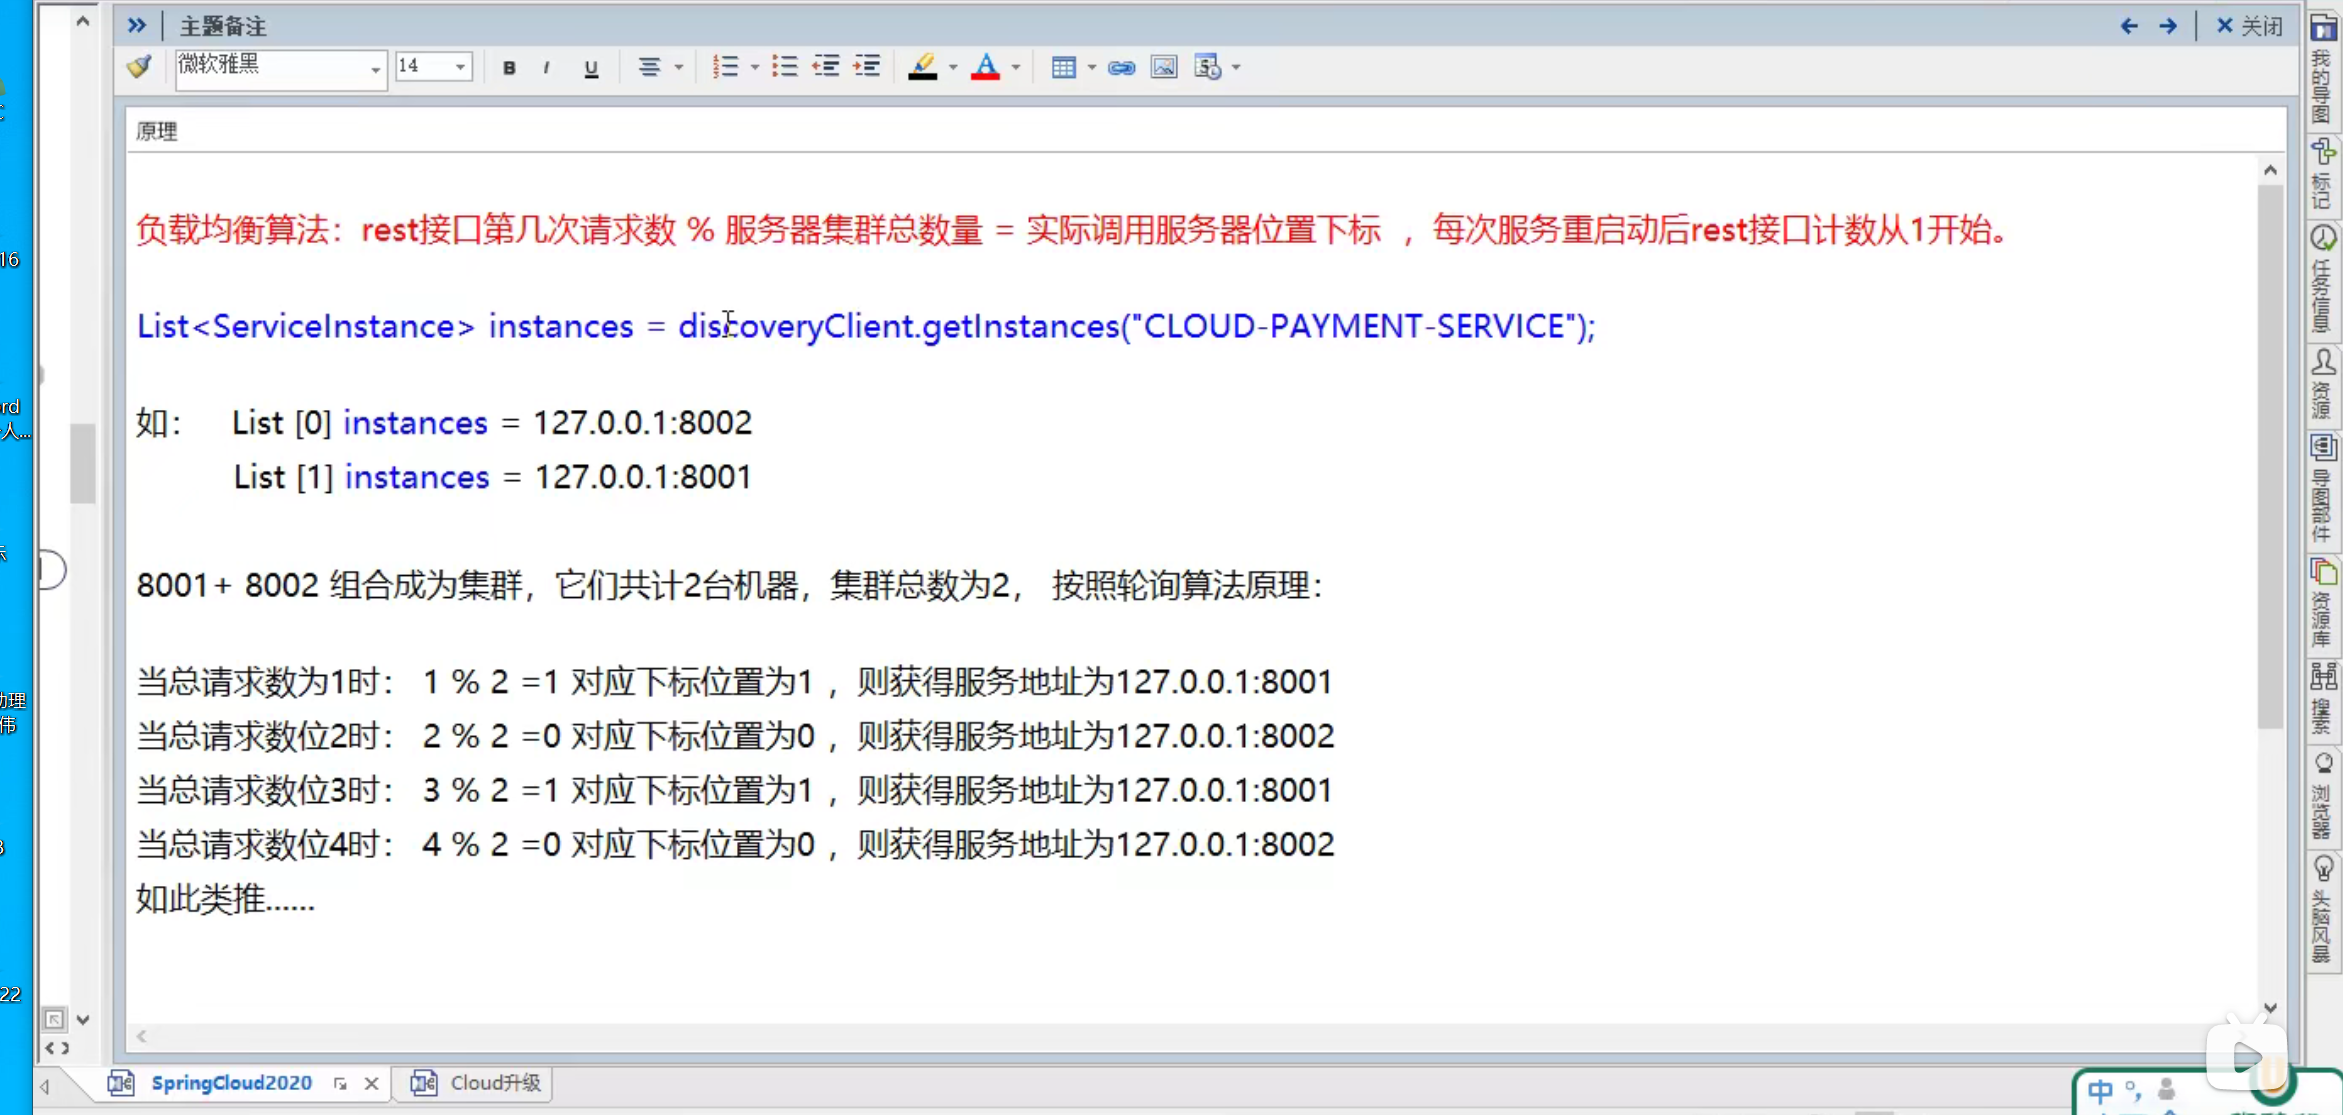 主题备注
关闭
微软雅黑
14
B I U
原理
负载均衡算法：rest接口第几次请求数 % 服务器集群总数量 = 实际调用服务器位置下标 ，每次服务重启动后rest接口计数从1开始。
List<ServiceInstance> instances = discoveryClient.getInstances("CLOUD-PAYMENT-SERVICE");
如： List [0] instances = 127.0.0.1:8002
List [1] instances = 127.0.0.1:8001
8001+ 8002 组合成为集群，它们共计2台机器，集群总数为2， 按照轮询算法原理：
当总请求数为1时： 1 % 2 =1 对应下标位置为1 ，则获得服务地址为127.0.0.1:8001
当总请求数位2时： 2 % 2 =0 对应下标位置为0 ，则获得服务地址为127.0.0.1:8002
当总请求数位3时： 3 % 2 =1 对应下标位置为1 ，则获得服务地址为127.0.0.1:8001
当总请求数位4时： 4 % 2 =0 对应下标位置为0 ，则获得服务地址为127.0.0.1:8002
如此类推......
SpringCloud2020
Cloud升级
我的导图
标记
任务信息
资源
导图部件
资源库
搜索
浏览器
头脑风暴
16
rd
人...
助理
伟
22
中